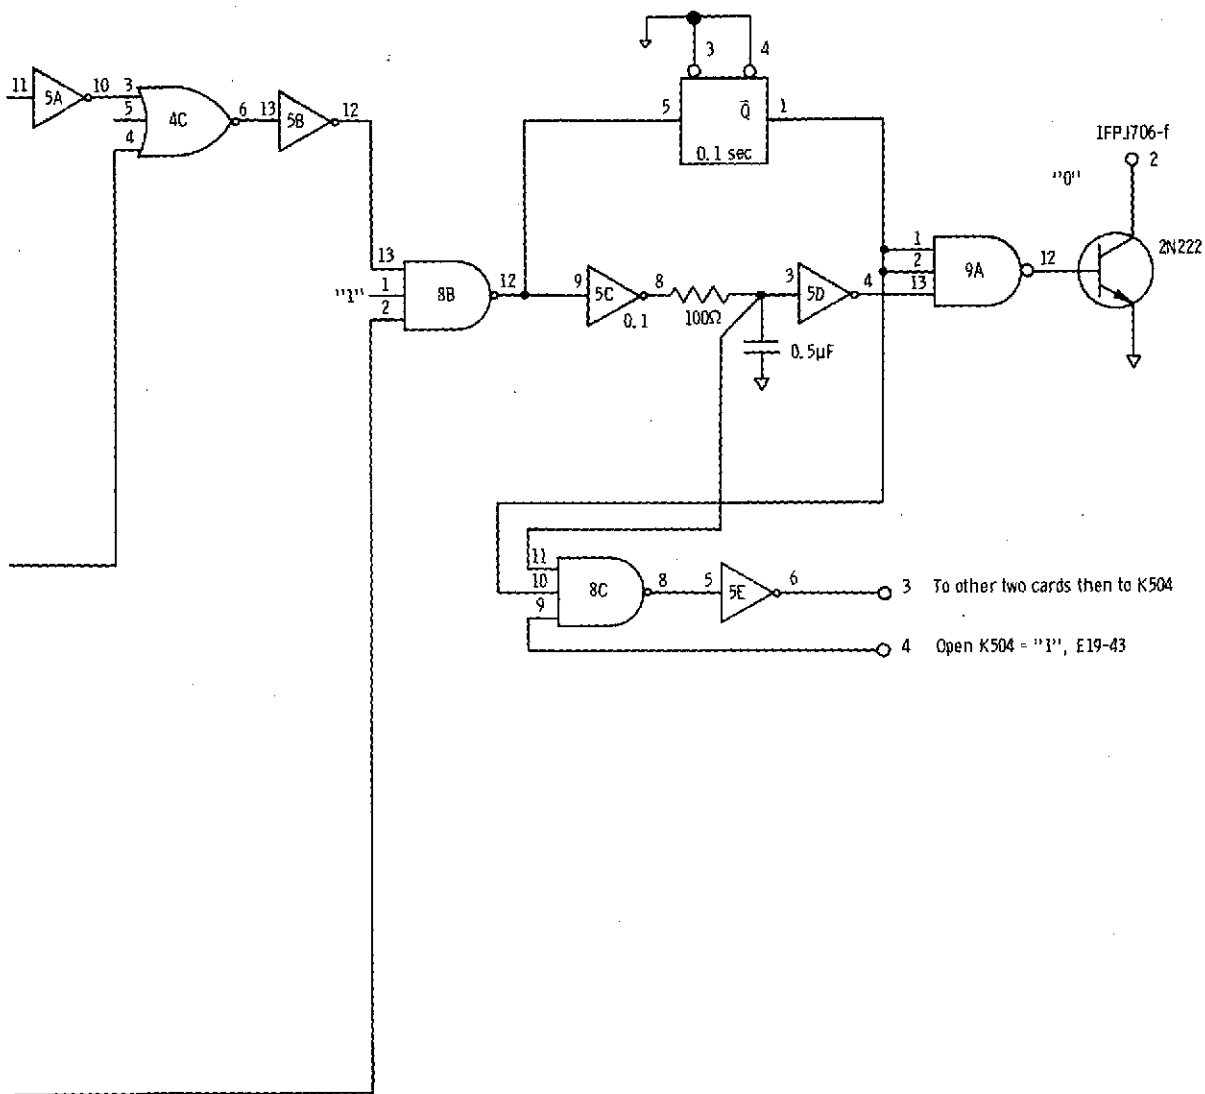 3 4
11 5A 10 3 5 4 4C 6 13 5B 12
5 Q̄ 1
0.1 sec
IFPJ706-f
2
"0"
2N222
13
"1" 1
2
8B 12
9 5C 8
0.1
100Ω
3 5D 4
0.5μF
1
2
13
9A 12
11
10
9
8C 8 5 5E 6
3 To other two cards then to K504
4 Open K504 = "1", E19-43